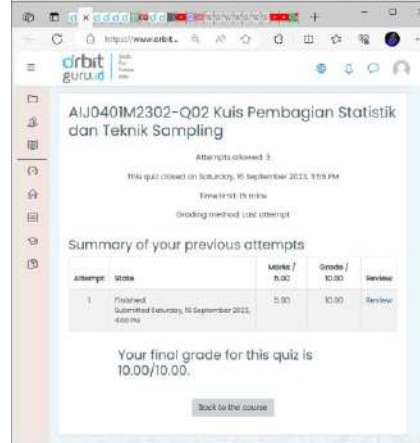 https://www.orbit...
orbit
guru.id
AIJ0401M2302-Q02 Kuis Pembagian Statistik
dan Teknik Sampling
Attempts allowed: 3
This quiz closed on Saturday, 16 September 2023, 3:59 PM
Time limit: 15 mins
Grading method: Last attempt
Summary of your previous attempts
Attempt State Marks / 5.00 Grade / 10.00 Review
1 Finished 5.00 10.00 Review
Submitted Saturday, 16 September 2023,
4:00 PM
Your final grade for this quiz is
10.00/10.00.
Back to the course